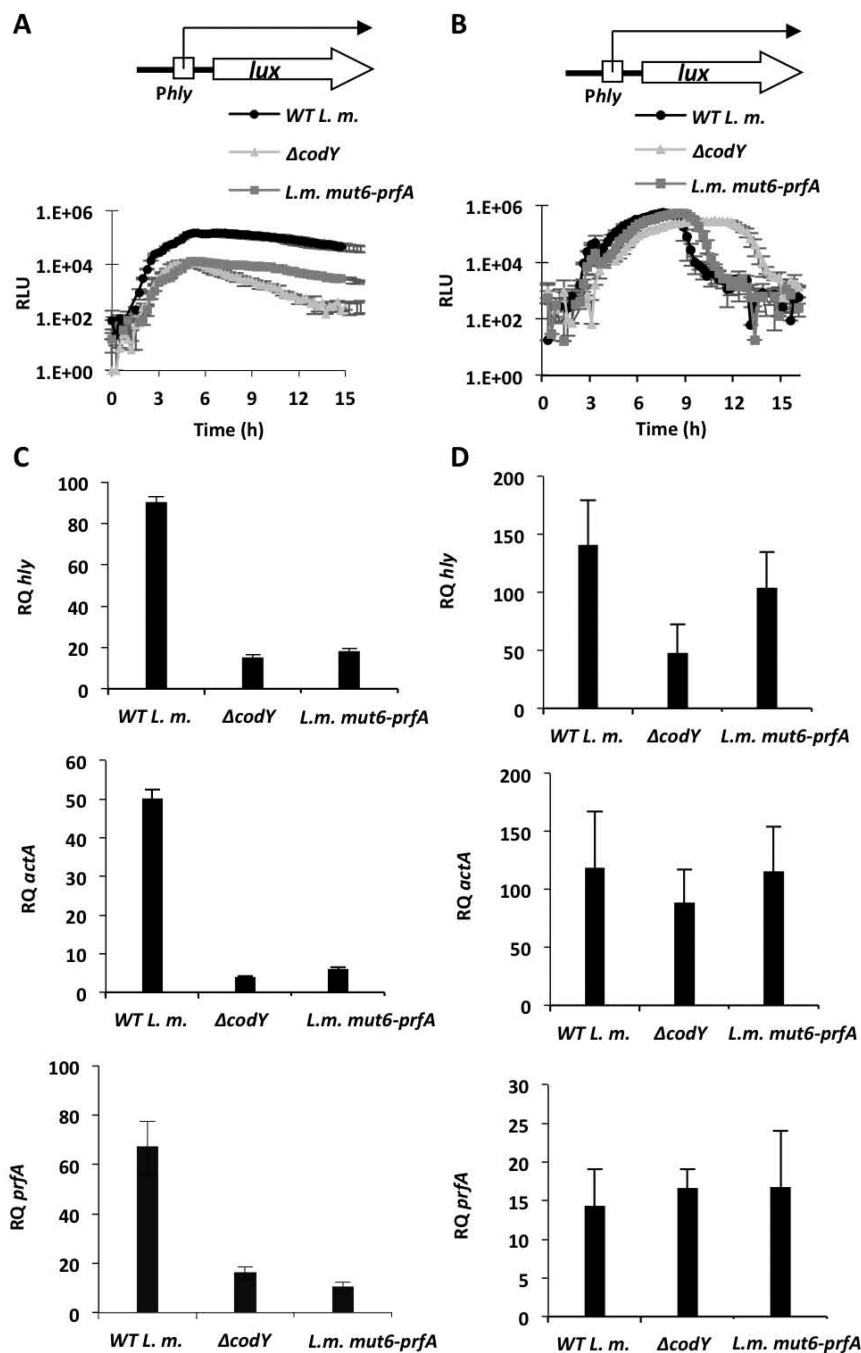 A
lux
Phly
WT L. m.
ΔcodY
L.m. mut6-prfA
1.E+06
1.E+04
1.E+02
1.E+00
RLU
0 3 6 9 12 15
Time (h)
B
lux
Phly
WT L. m.
ΔcodY
L.m. mut6-prfA
1.E+06
1.E+04
1.E+02
1.E+00
RLU
0 3 6 9 12 15
Time (h)
C
100
80
60
40
20
0
RQ hly
WT L. m. ΔcodY L.m. mut6-prfA
60
50
40
30
20
10
0
RQ actA
WT L. m. ΔcodY L.m. mut6-prfA
80
60
40
20
0
RQ prfA
WT L. m. ΔcodY L.m. mut6-prfA
D
200
150
100
50
0
RQ hly
WT L. m. ΔcodY L.m. mut6-prfA
200
150
100
50
0
RQ actA
WT L. m. ΔcodY L.m. mut6-prfA
30
25
20
15
10
5
0
RQ prfA
WT L. m. ΔcodY L.m. mut6-prfA